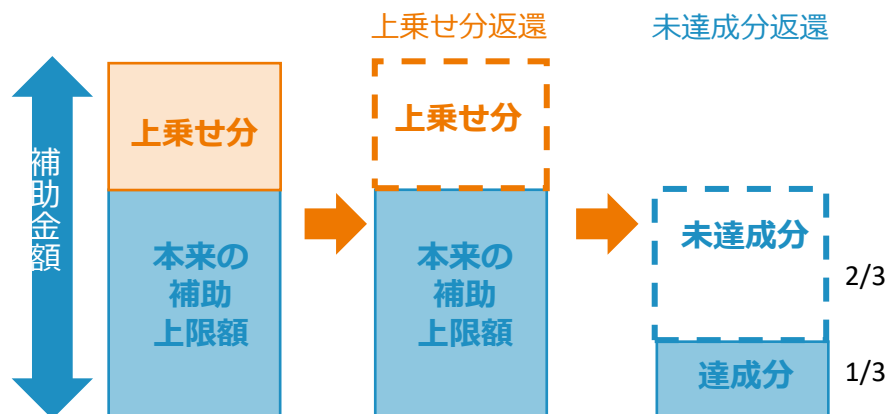 上乗せ分返還
未達成分返還
補助金額
上乗せ分
本来の
補助
上限額
上乗せ分
本来の
補助
上限額
未達成分
2/3
達成分
1/3